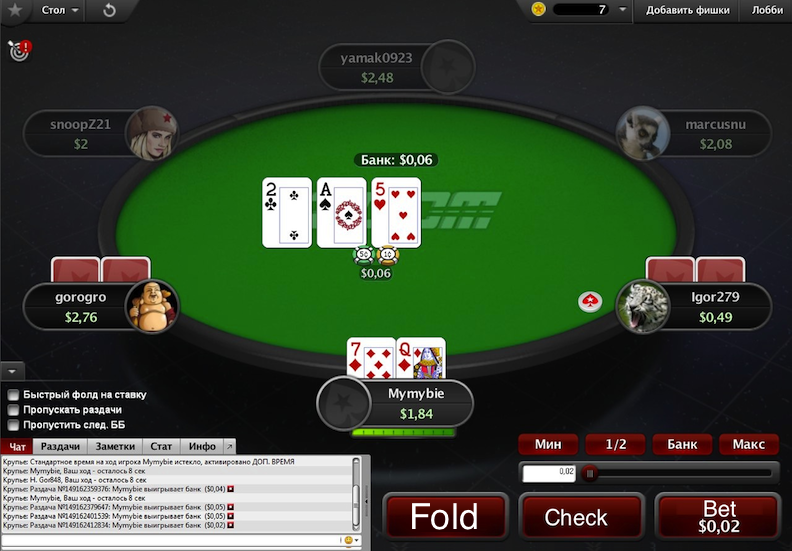 Стол
7
Добавить фишки
Лобби
yamak0923
$2,48
snoopZ21
$2
marcusnu
$2,08
Банк: $0,06
2
A
5
5¢
1¢
$0,06
gorogro
$2,76
Igor279
$0,49
7
Q
Mymybie
$1,84
Быстрый фолд на ставку
Пропускать раздачи
Пропустить след. ББ
Чат
Раздачи
Заметки
Стат
Инфо
Крупье: Стандартное время на ход игрока Mymybie истекло, активировано ДОП. ВРЕМЯ
Крупье: Mymybie, Ваш ход - осталось 8 сек
Крупье: H. Gor848, Ваш ход - осталось 8 сек
Крупье: Раздача №149162359376: Mymybie выигрывает банк ($0,04)
Крупье: Mymybie, Ваш ход - осталось 8 сек
Крупье: Раздача №149162379647: Mymybie выигрывает банк ($0,05)
Крупье: Раздача №149162401539: Mymybie выигрывает банк ($0,05)
Крупье: Раздача №149162412834: Mymybie выигрывает банк ($0,02)
Мин
1/2
Банк
Макс
0,02
Fold
Check
Bet
$0,02